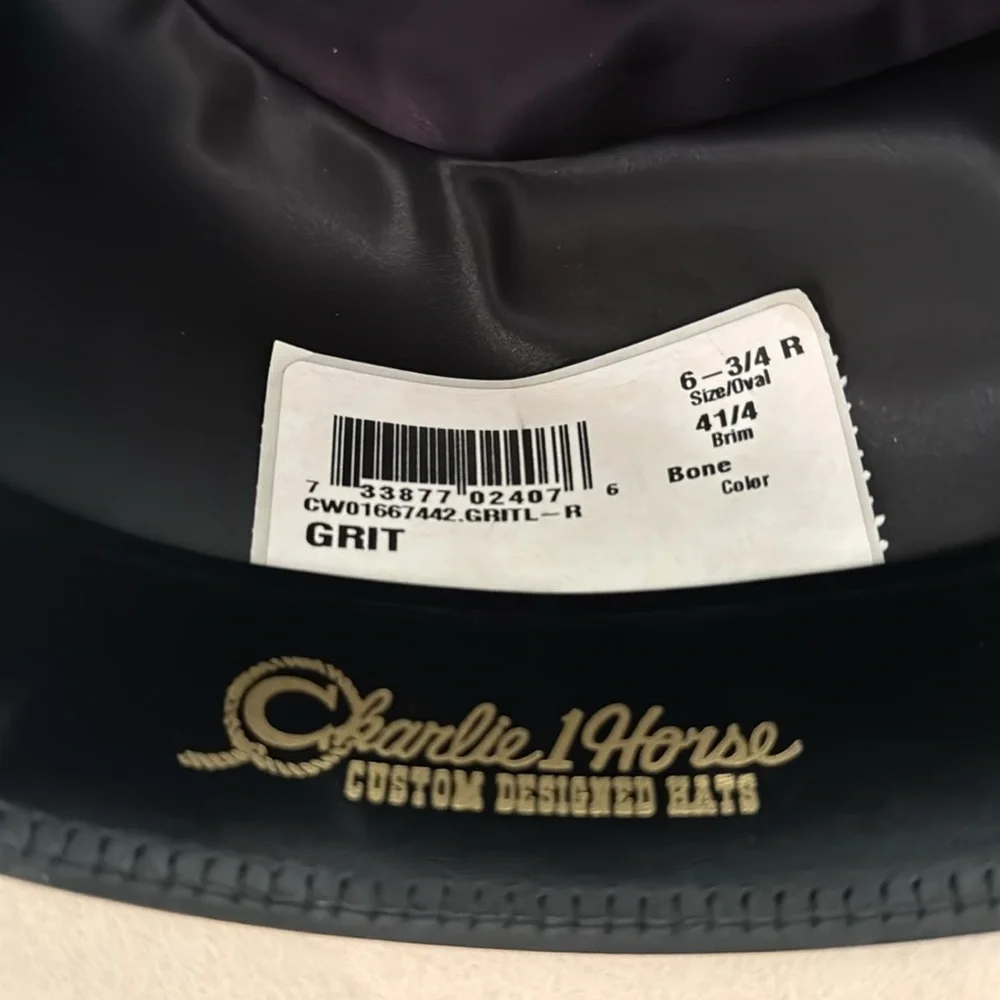 6-3/4 R
Size/Oval
41/4
Brim
Bone
Color
7 33877 02407 6
CW01667442.GRITL-R
GRIT
Charlie 1 Horse
CUSTOM DESIGNED HATS